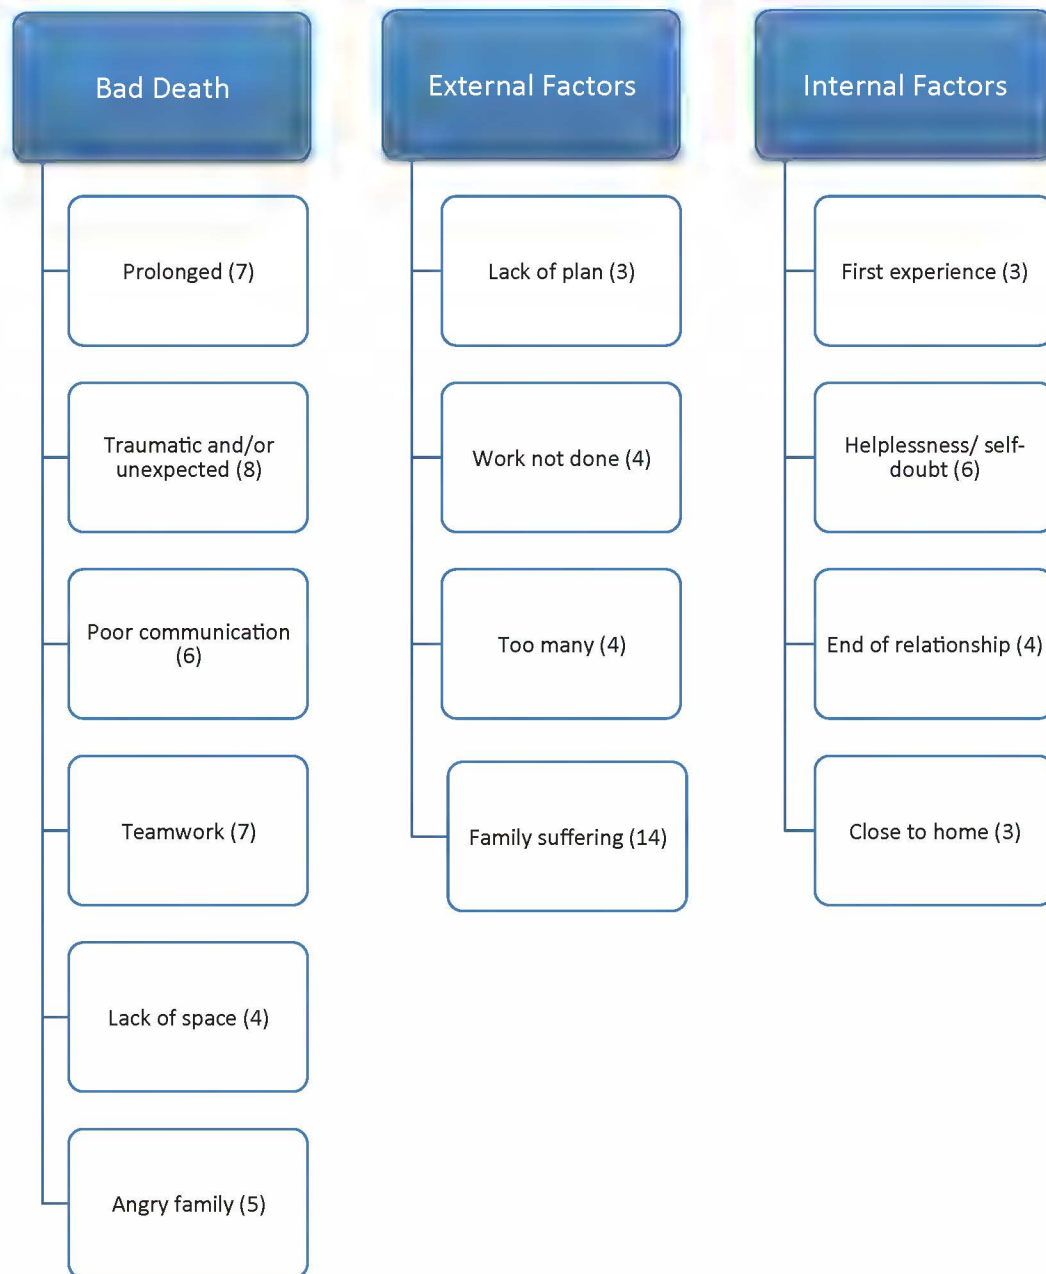 Bad Death
Prolonged (7)
Traumatic and/or
unexpected (8)
Poor communication
(6)
Teamwork (7)
Lack of space (4)
Angry family (5)
External Factors
Lack of plan (3)
Work not done (4)
Too many (4)
Family suffering (14)
Internal Factors
First experience (3)
Helplessness/ self-
doubt (6)
End of relationship (4)
Close to home (3)